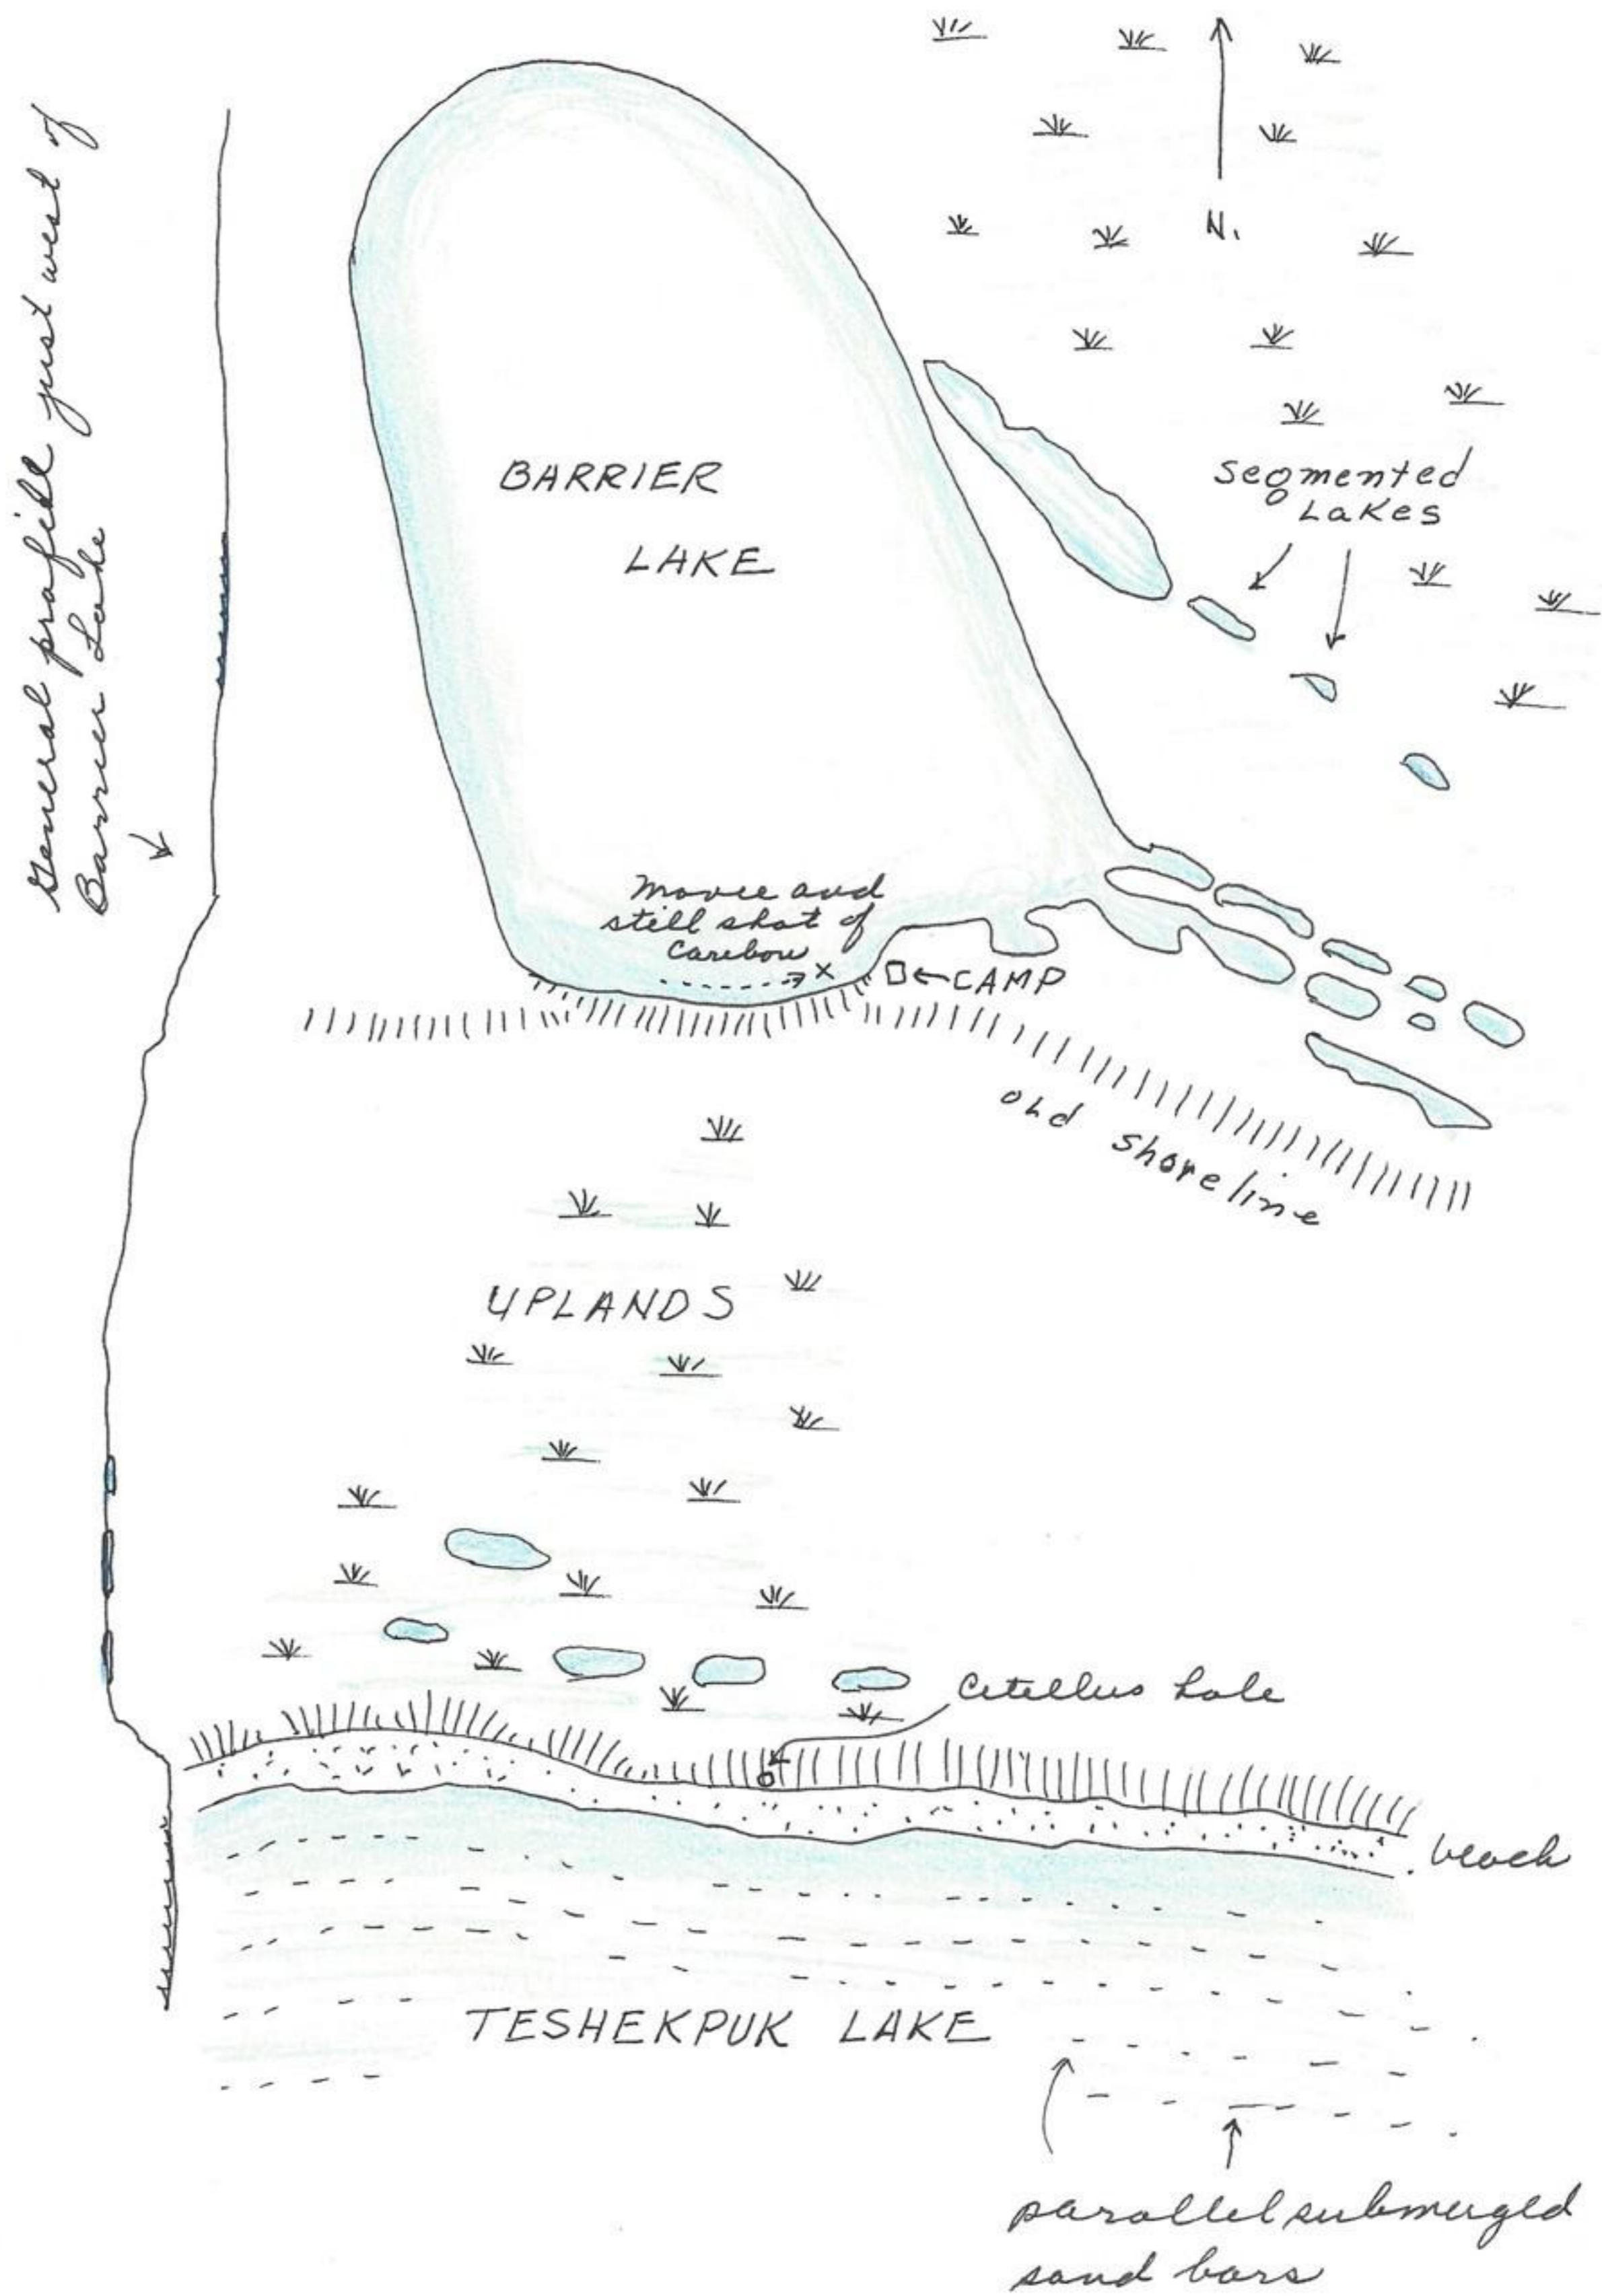 General profile just west of
Barrier Lake
N.
BARRIER
LAKE
segmented
Lakes
Movie and
still shot of
Caribou
x
CAMP
old shoreline
UPLANDS
Citellus hole
beach
TESHEKPUK LAKE
parallel submerged
sand bars